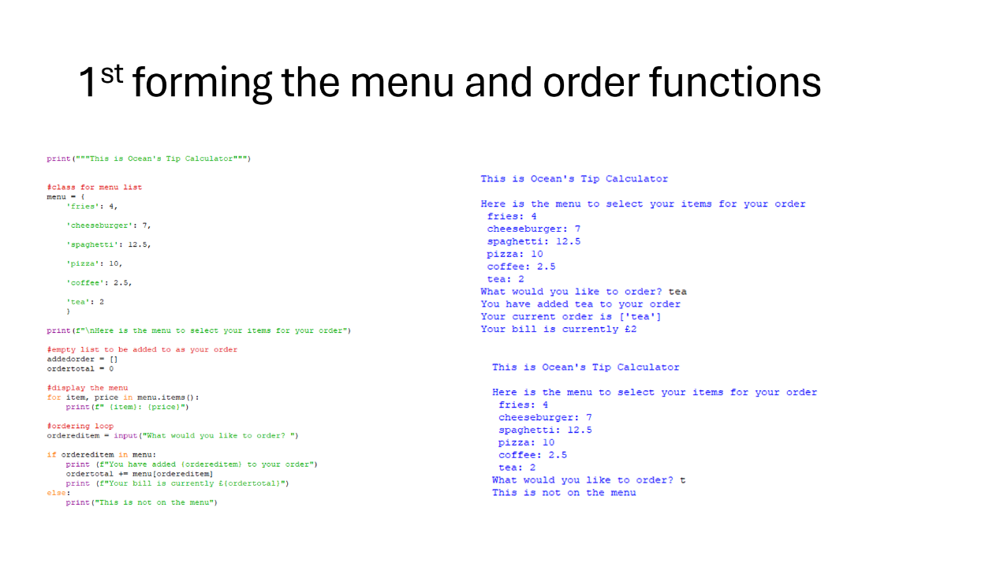 1st forming the menu and order functions
print("""This is Ocean's Tip Calculator""")
#class for menu list
menu = {
    'fries': 4,
    'cheeseburger': 7,
    'spaghetti': 12.5,
    'pizza': 10,
    'coffee': 2.5,
    'tea': 2
    }
print(f"\nHere is the menu to select your items for your order")
#empty list to be added to as your order
addedorder = []
ordertotal = 0
#display the menu
for item, price in menu.items():
    print(f" {item}: {price}")
#ordering loop
ordereditem = input("What would you like to order? ")
if ordereditem in menu:
    print (f"You have added {ordereditem} to your order")
    ordertotal += menu[ordereditem]
    print (f"Your bill is currently £{ordertotal}")
else:
    print("This is not on the menu")
This is Ocean's Tip Calculator
Here is the menu to select your items for your order
 fries: 4
 cheeseburger: 7
 spaghetti: 12.5
 pizza: 10
 coffee: 2.5
 tea: 2
What would you like to order? tea
You have added tea to your order
Your current order is ['tea']
Your bill is currently £2
This is Ocean's Tip Calculator
Here is the menu to select your items for your order
 fries: 4
 cheeseburger: 7
 spaghetti: 12.5
 pizza: 10
 coffee: 2.5
 tea: 2
What would you like to order? t
This is not on the menu